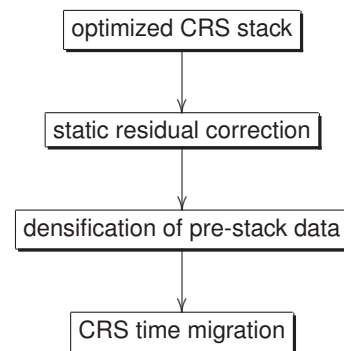 optimized CRS stack
static residual correction
densification of pre-stack data
CRS time migration